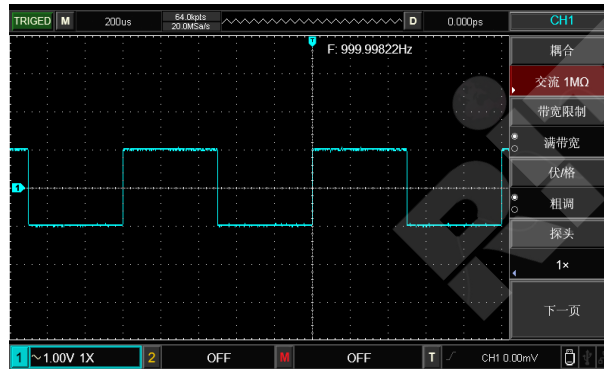 TRIGED M 200us 64.0kpts D 0.000ps CH1
20.0MSa/s
T
F: 999.99822Hz
耦合
交流 1MΩ
带宽限制
满带宽
伏/格
粗调
探头
1×
下一页
1
1 ~1.00V 1X 2 OFF M OFF T CH1 0.00mV
RIGOL